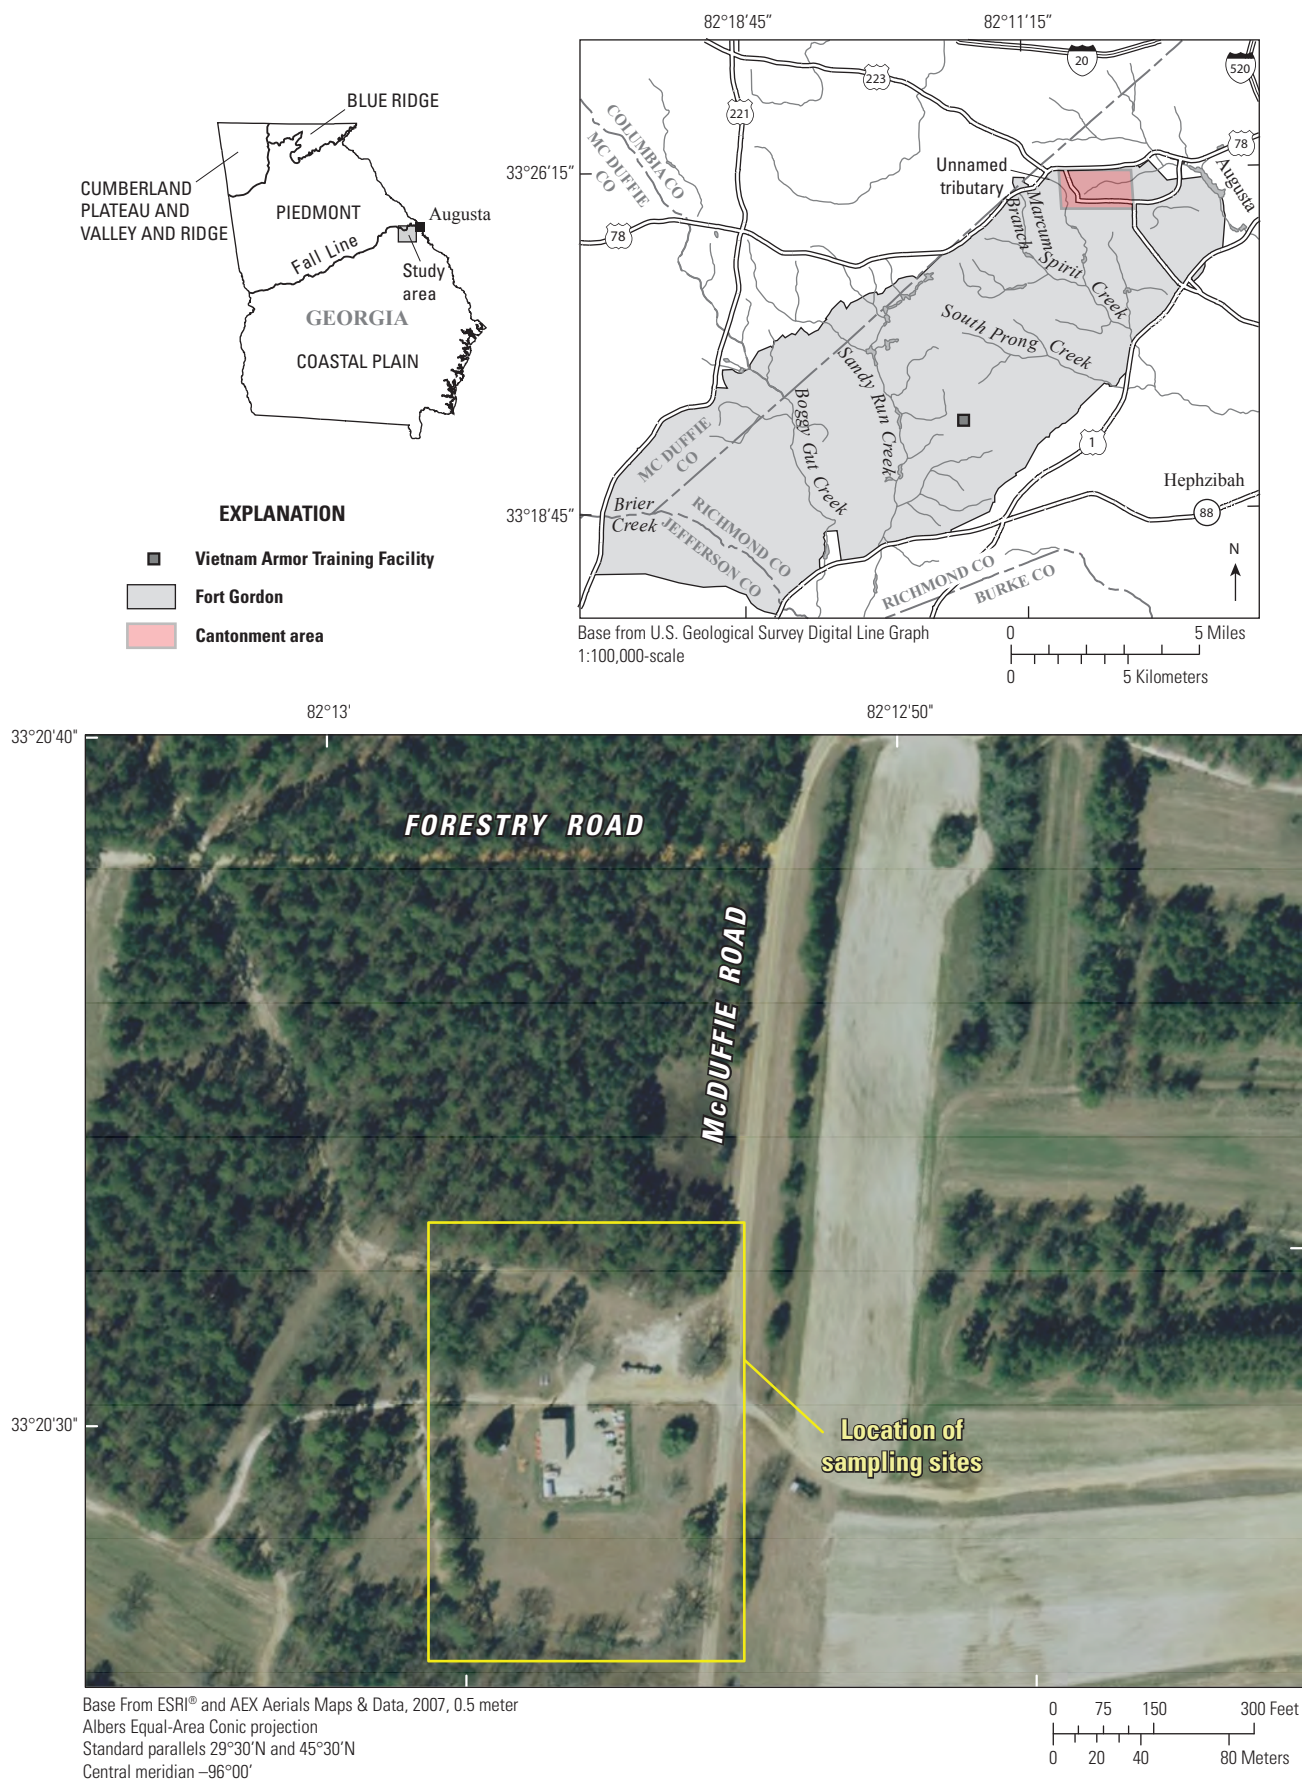 82°18'45"
82°11'15"
BLUE RIDGE
CUMBERLAND
PLATEAU AND
VALLEY AND RIDGE
PIEDMONT
Augusta
Fall Line
Study
area
GEORGIA
COASTAL PLAIN
EXPLANATION
Vietnam Armor Training Facility
Fort Gordon
Cantonment area
20
520
223
221
78
Augusta
COLUMBIA CO
MC DUFFIE
CO
33°26'15"
Unnamed
tributary
Marcum
Branch
78
Spirit Creek
South Prong Creek
Sandy Run Creek
Boggy Gut Creek
MC DUFFIE
CO
1
Hephzibah
88
33°18'45"
Brier
Creek
RICHMOND CO
JEFFERSON CO
RICHMOND CO
BURKE CO
N
Base from U.S. Geological Survey Digital Line Graph
1:100,000-scale
0 5 Miles
0 5 Kilometers
82°13'
82°12'50"
33°20'40"
FORESTRY ROAD
McDUFFIE ROAD
33°20'30"
Location of
sampling sites
Base From ESRI® and AEX Aerials Maps & Data, 2007, 0.5 meter
Albers Equal-Area Conic projection
Standard parallels 29°30'N and 45°30'N
Central meridian –96°00'
0 75 150 300 Feet
0 20 40 80 Meters